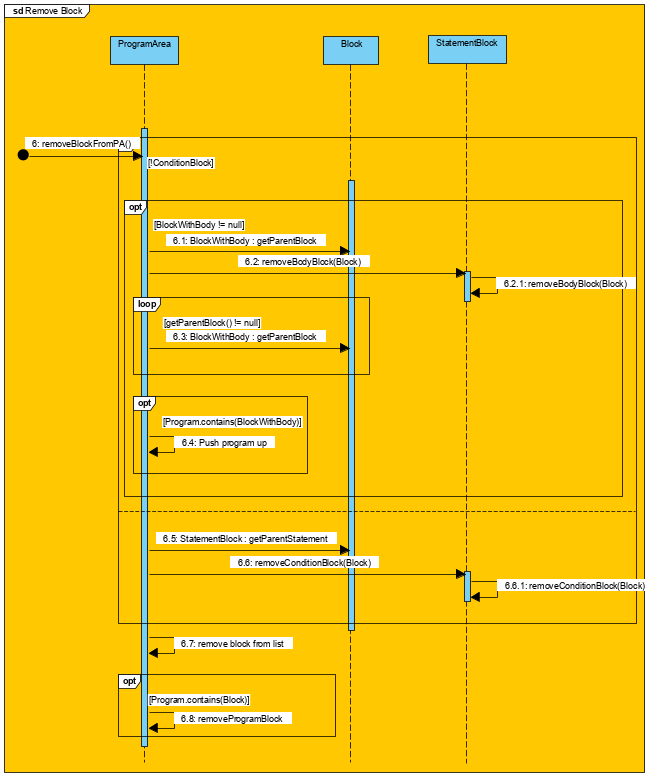 sd Remove Block
ProgramArea
Block
StatementBlock
6: removeBlockFromPA()
[!ConditionBlock]
opt
[BlockWithBody != null]
6.1: BlockWithBody : getParentBlock
6.2: removeBodyBlock(Block)
6.2.1: removeBodyBlock(Block)
loop
[getParentBlock() != null]
6.3: BlockWithBody : getParentBlock
opt
[Program.contains(BlockWithBody)]
6.4: Push program up
6.5: StatementBlock : getParentStatement
6.6: removeConditionBlock(Block)
6.6.1: removeConditionBlock(Block)
6.7: remove block from list
opt
[Program.contains(Block)]
6.8: removeProgramBlock